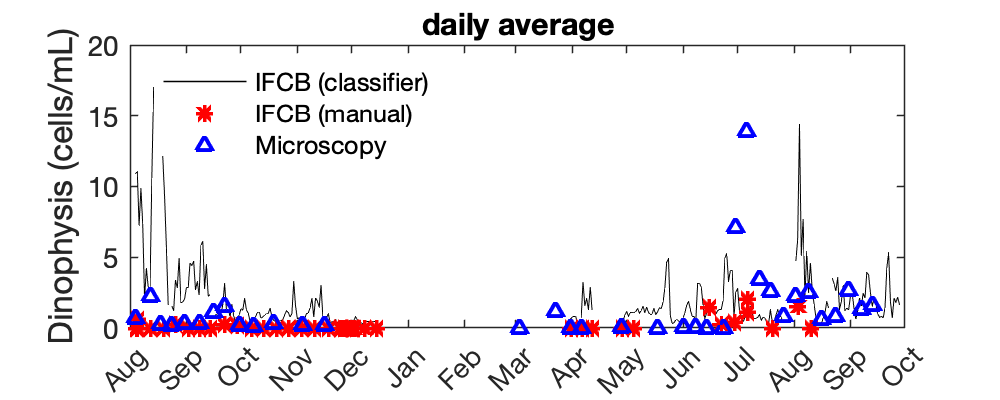 daily average
Dinophysis (cells/mL)
20
15
10
5
0
IFCB (classifier)
IFCB (manual)
Microscopy
Aug Sep Oct Nov Dec Jan Feb Mar Apr May Jun Jul Aug Sep Oct